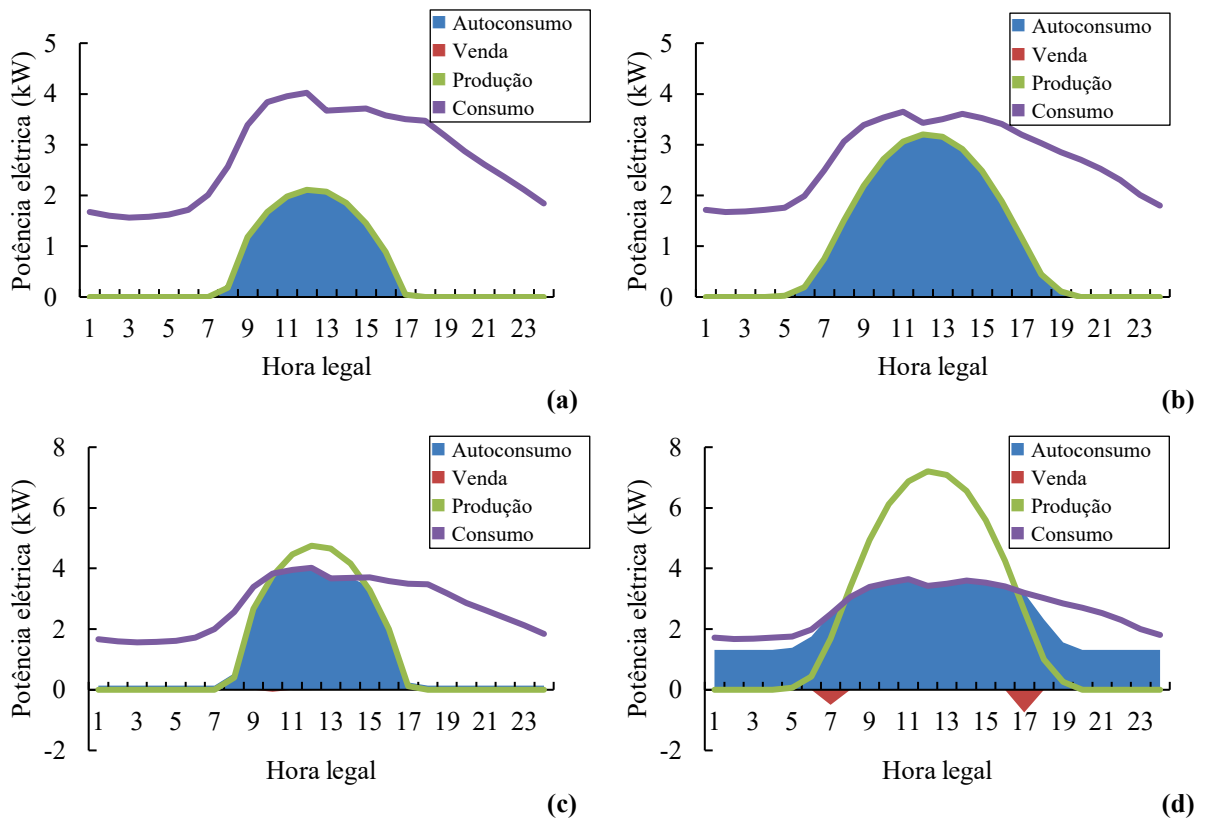 Autoconsumo
Venda
Produção
Consumo
Potência elétrica (kW)
5
4
3
2
1
0
1 3 5 7 9 11 13 15 17 19 21 23
Hora legal
(a)
Autoconsumo
Venda
Produção
Consumo
Potência elétrica (kW)
5
4
3
2
1
0
1 3 5 7 9 11 13 15 17 19 21 23
Hora legal
(b)
Autoconsumo
Venda
Produção
Consumo
Potência elétrica (kW)
8
6
4
2
0
-2
1 3 5 7 9 11 13 15 17 19 21 23
Hora legal
(c)
Autoconsumo
Venda
Produção
Consumo
Potência elétrica (kW)
8
6
4
2
0
-2
1 3 5 7 9 11 13 15 17 19 21 23
Hora legal
(d)